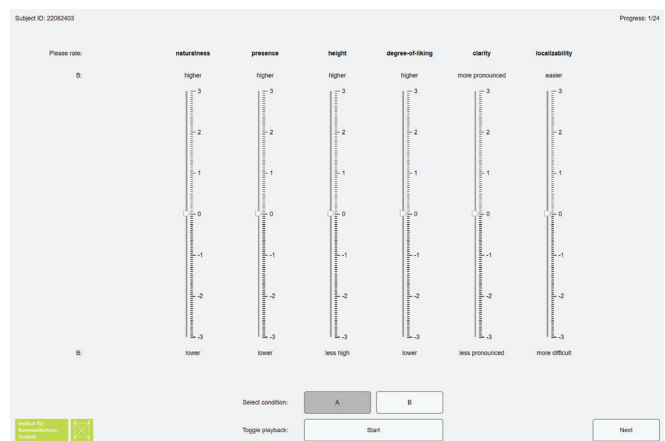 Subject ID: 22082403 Progress: 1/24
Please rate: naturalness presence height degree-of-liking clarity localizability
B: higher higher higher higher more pronounced easier
3 3 3 3 3 3
2 2 2 2 2 2
1 1 1 1 1 1
0 0 0 0 0 0
-1 -1 -1 -1 -1 -1
-2 -2 -2 -2 -2 -2
-3 -3 -3 -3 -3 -3
B: lower lower less high lower less pronounced more difficult
Select condition: A B
Institut für
Kommunikations-
Technik
Toggle playback: Start Next